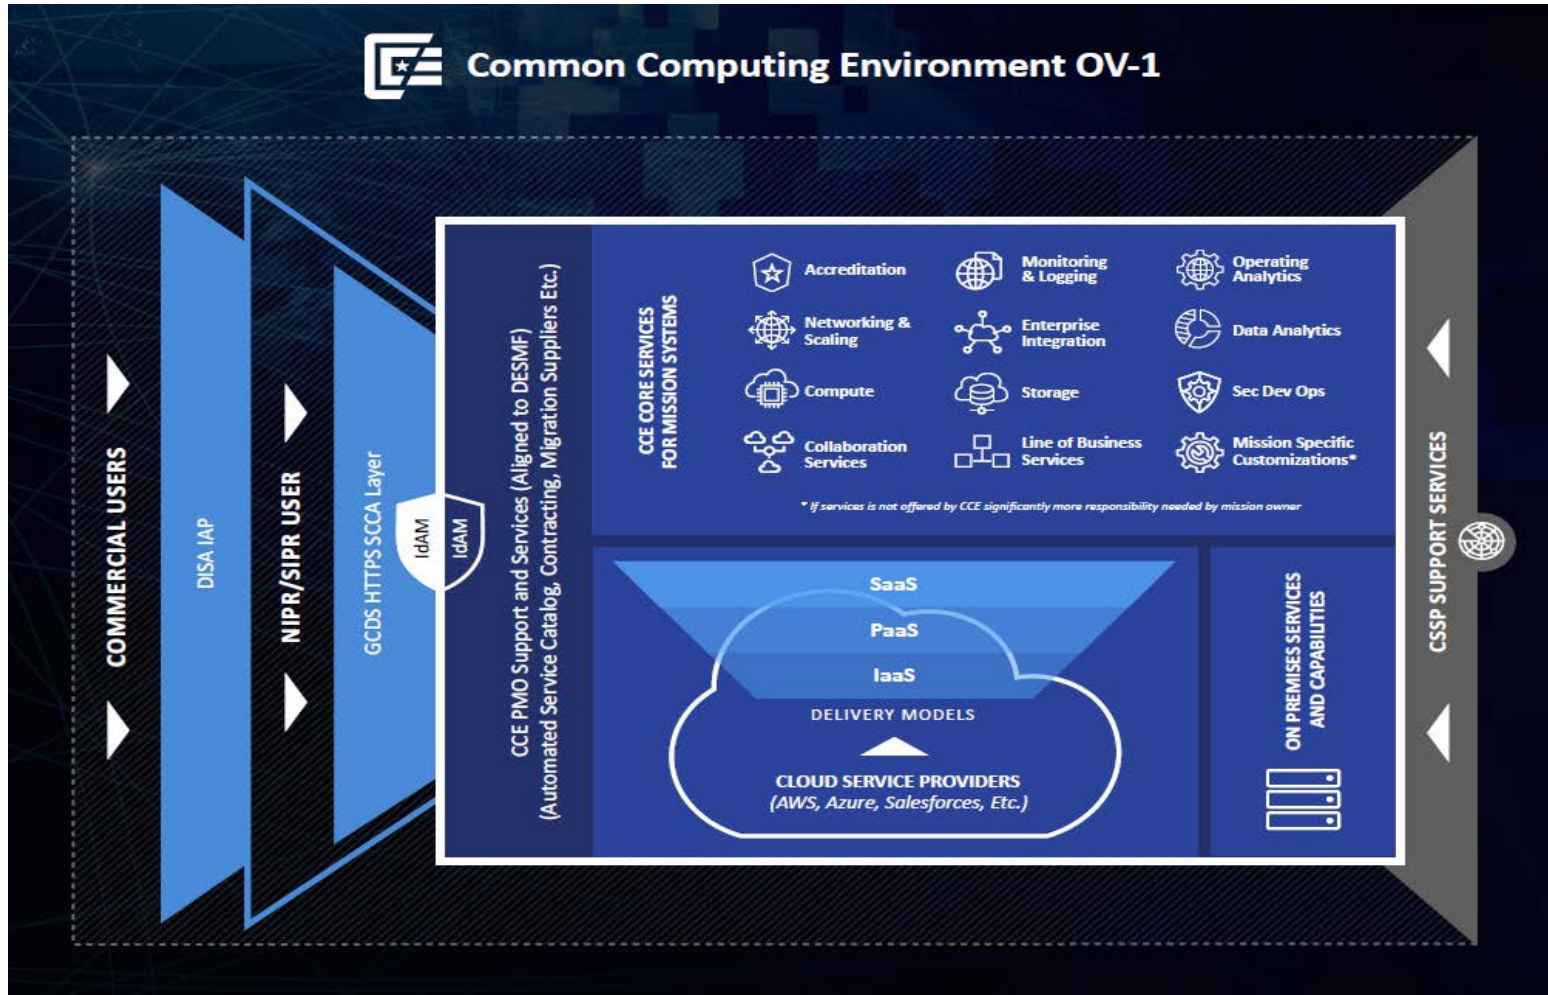 Common Computing Environment OV-1
COMMERCIAL USERS
DISA IAP
NIPR/SIPR USER
GCDS HTTPS SCCA Layer
IdAM
IdAM
CCE PMO Support and Services (Aligned to DESMF)
(Automated Service Catalog, Contracting, Migration Suppliers Etc.)
CCE CORE SERVICES
FOR MISSION SYSTEMS
Accreditation
Monitoring
& Logging
Operating
Analytics
Networking &
Scaling
Enterprise
Integration
Data Analytics
Compute
Storage
Sec Dev Ops
Collaboration
Services
Line of Business
Services
Mission Specific
Customizations*
* If services is not offered by CCE significantly more responsibility needed by mission owner
SaaS
PaaS
IaaS
DELIVERY MODELS
CLOUD SERVICE PROVIDERS
(AWS, Azure, Salesforces, Etc.)
ON PREMISES SERVICES
AND CAPABILITIES
CSSP SUPPORT SERVICES